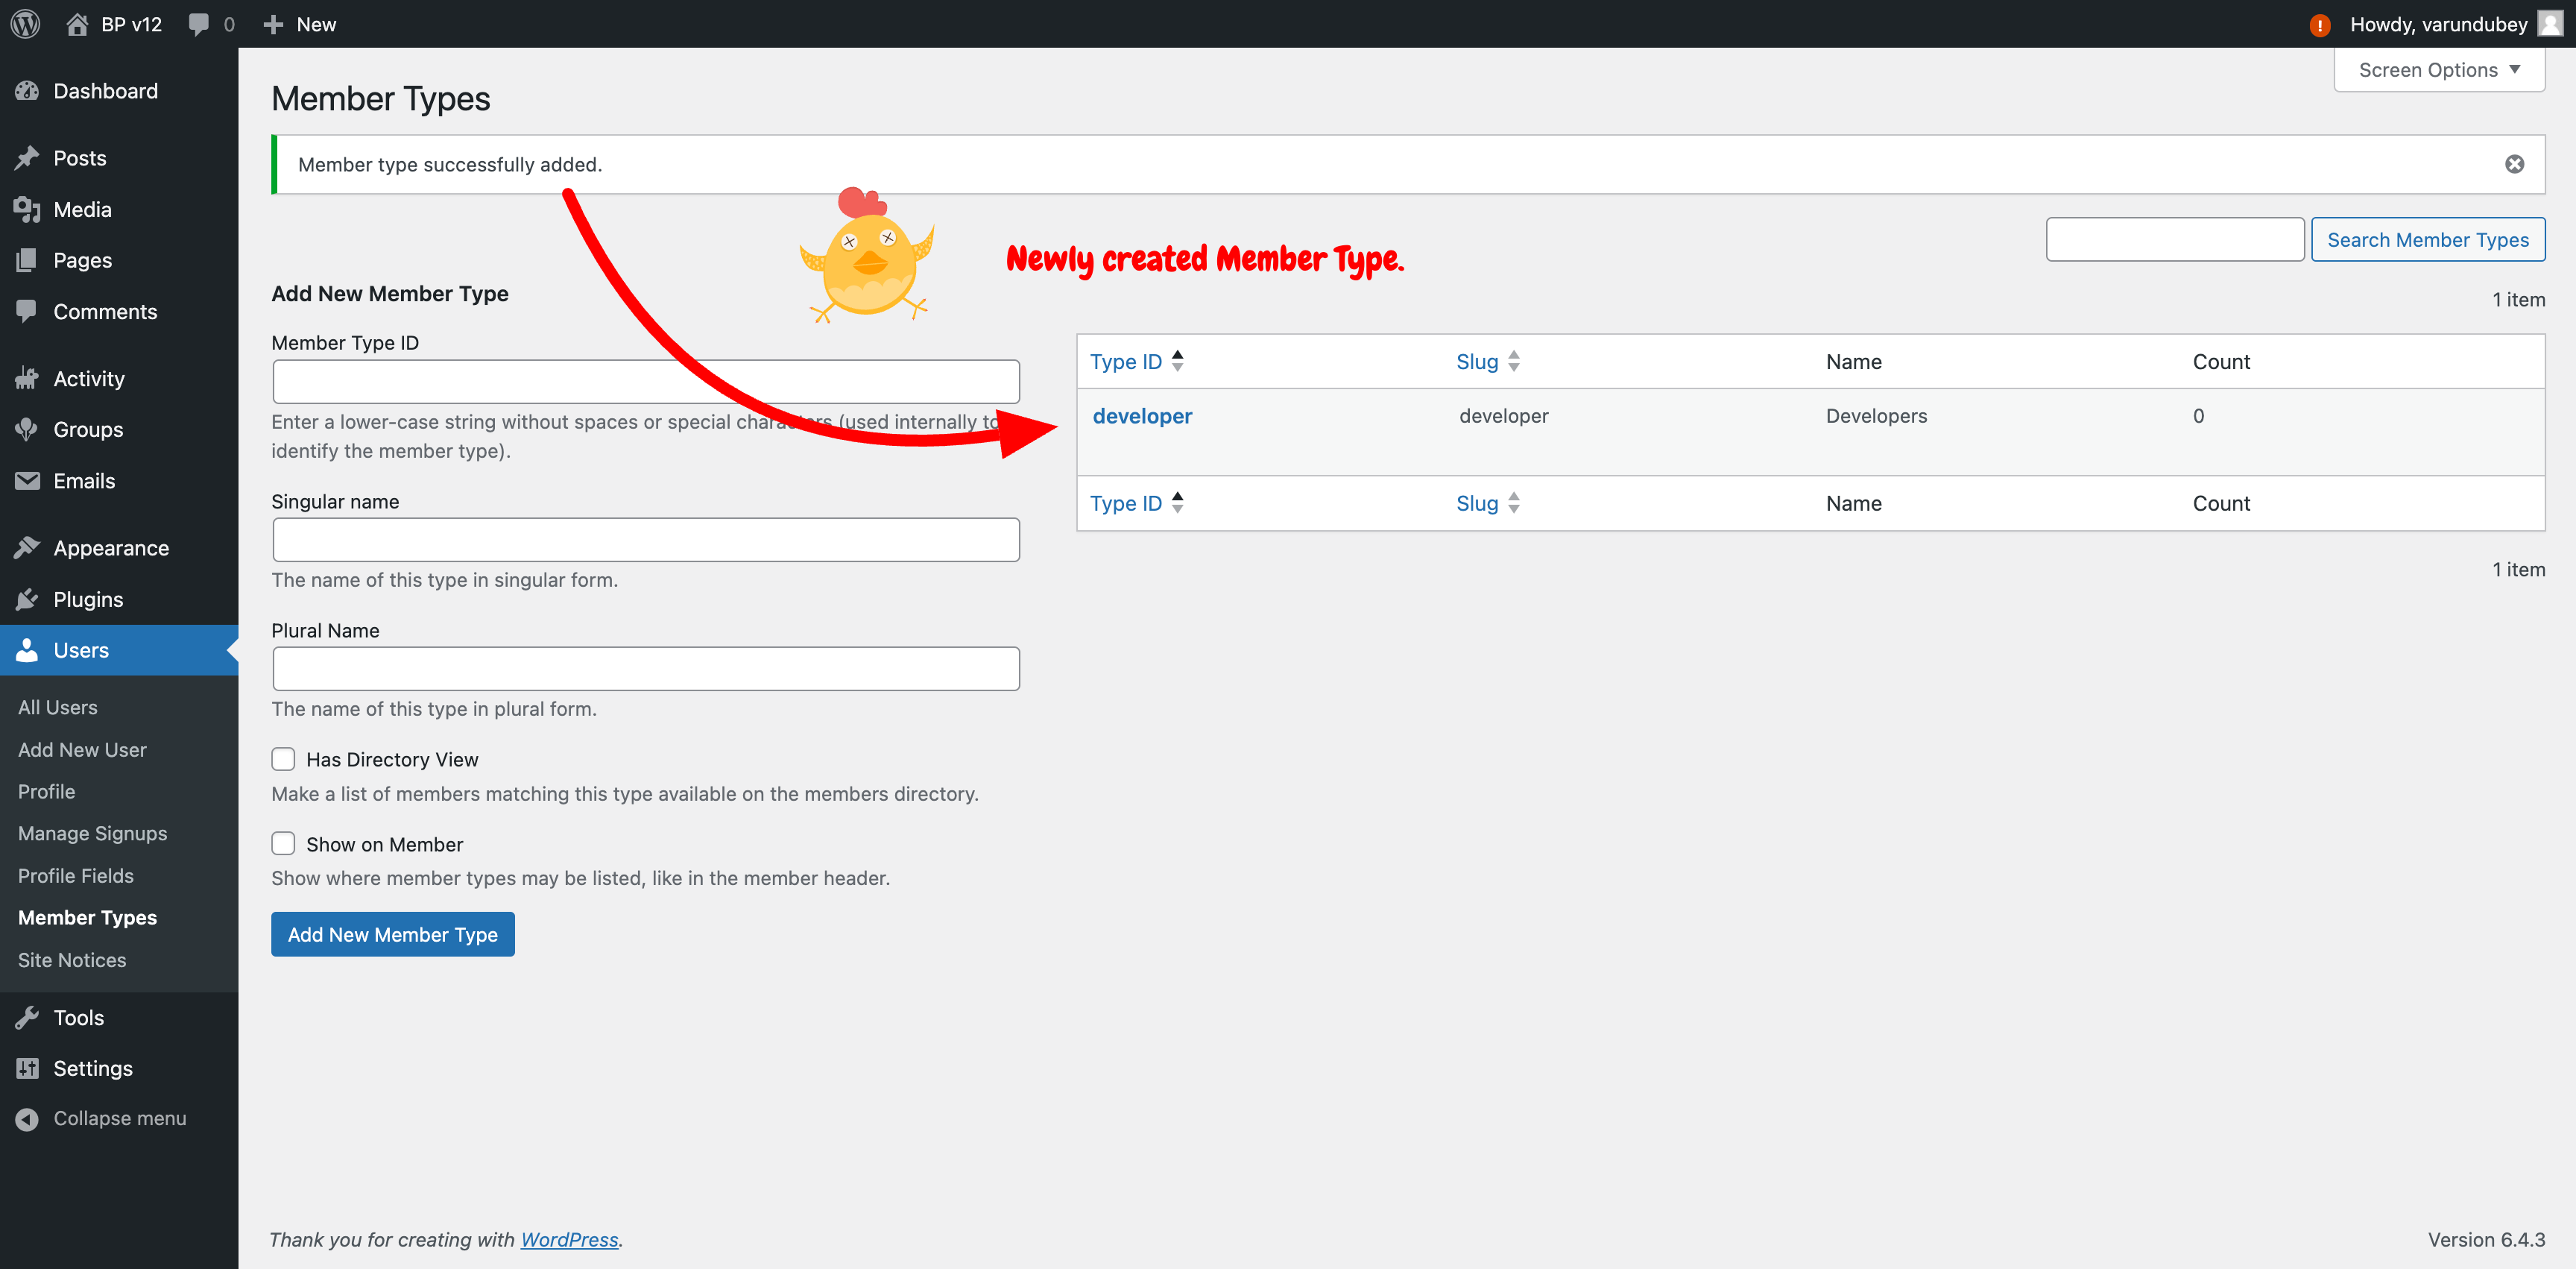 BP v12
0
New
Howdy, varundubey
Dashboard
Posts
Media
Pages
Comments
Activity
Groups
Emails
Appearance
Plugins
Users
All Users
Add New User
Profile
Manage Signups
Profile Fields
Member Types
Site Notices
Tools
Settings
Collapse menu
Screen Options
Member Types
Member type successfully added.
Newly created Member Type.
Search Member Types
Add New Member Type
Member Type ID
Enter a lower-case string without spaces or special characters (used internally to
identify the member type).
Singular name
The name of this type in singular form.
Plural Name
The name of this type in plural form.
Has Directory View
Make a list of members matching this type available on the members directory.
Show on Member
Show where member types may be listed, like in the member header.
Add New Member Type
1 item
Type ID Slug Name Count
developer developer Developers 0
Type ID Slug Name Count
1 item
Thank you for creating with WordPress.
Version 6.4.3